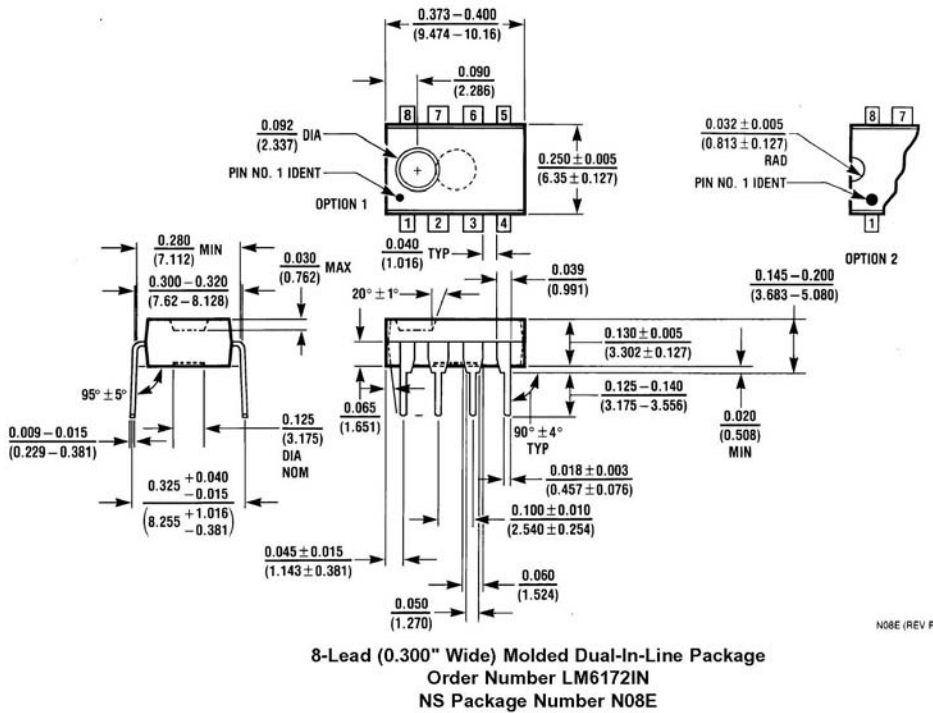 0.373 – 0.400
(9.474 – 10.16)
0.090
(2.286)
8 7 6 5
0.092 DIA
(2.337)
PIN NO. 1 IDENT
OPTION 1
+
0.250 ± 0.005
(6.35 ± 0.127)
1 2 3 4
8 7
0.032 ± 0.005
(0.813 ± 0.127)
RAD
PIN NO. 1 IDENT
1
OPTION 2
0.280 MIN
(7.112)
0.300 – 0.320
(7.62 – 8.128)
0.030 MAX
(0.762)
0.040 TYP
(1.016)
0.039
(0.991)
20° ± 1°
0.145 – 0.200
(3.683 – 5.080)
0.130 ± 0.005
(3.302 ± 0.127)
0.125 – 0.140
(3.175 – 3.556)
0.020
(0.508)
MIN
95° ± 5°
0.009 – 0.015
(0.229 – 0.381)
0.125
(3.175)
DIA
NOM
0.065
(1.651)
90° ± 4°
TYP
0.018 ± 0.003
(0.457 ± 0.076)
0.325 +0.040
-0.015
(8.255 +1.016
-0.381)
0.100 ± 0.010
(2.540 ± 0.254)
0.045 ± 0.015
(1.143 ± 0.381)
0.060
(1.524)
0.050
(1.270)
N08E (REV F
8-Lead (0.300" Wide) Molded Dual-In-Line Package
Order Number LM6172IN
NS Package Number N08E